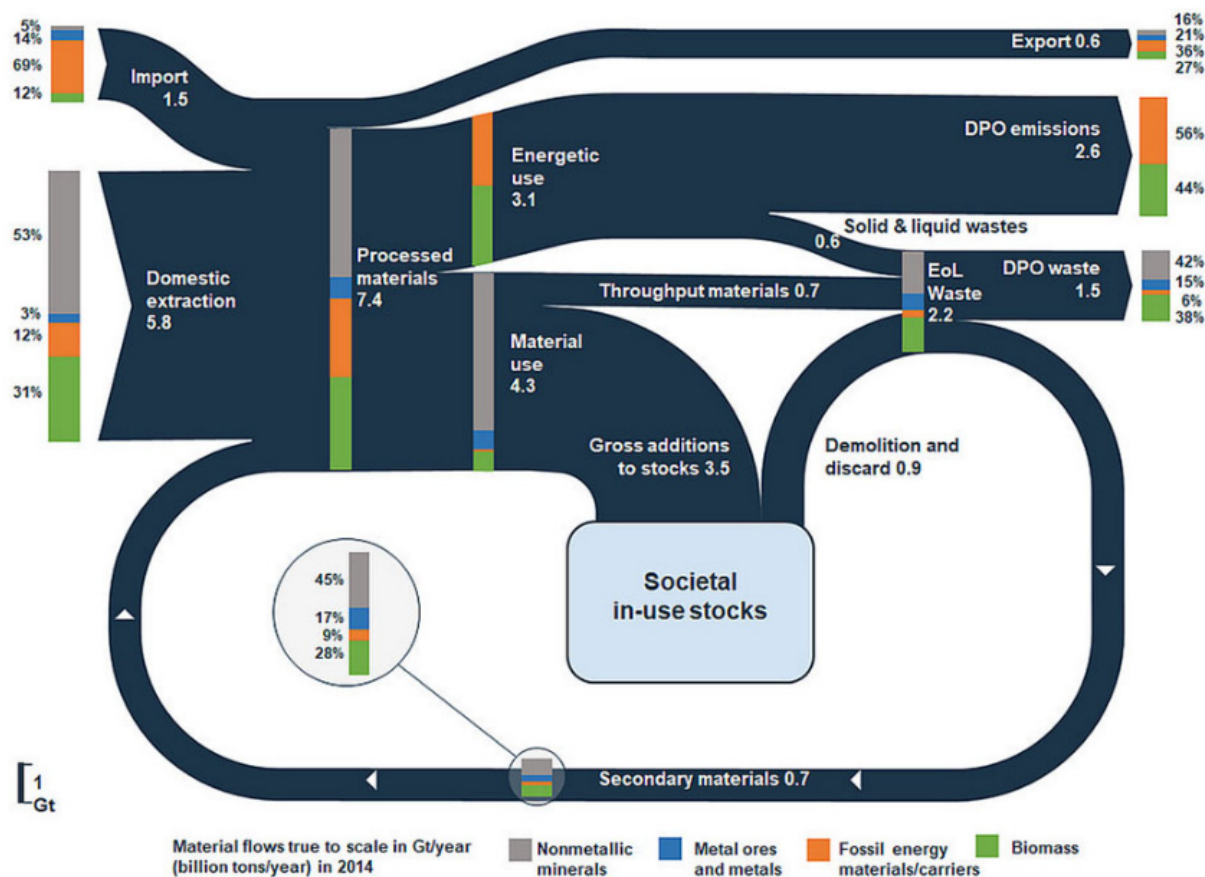 5%
14%
69%
12%
Import
1.5
Export 0.6
16%
21%
36%
27%
53%
3%
12%
31%
Domestic
extraction
5.8
Processed
materials
7.4
Energetic
use
3.1
DPO emissions
2.6
56%
44%
Solid & liquid wastes
0.6
Throughput materials 0.7
EoL
Waste
2.2
DPO waste
1.5
42%
15%
6%
38%
Material
use
4.3
Gross additions
to stocks 3.5
Demolition and
discard 0.9
Societal
in-use stocks
45%
17%
9%
28%
Secondary materials 0.7
1
Gt
Material flows true to scale in Gt/year
(billion tons/year) in 2014
Nonmetallic
minerals
Metal ores
and metals
Fossil energy
materials/carriers
Biomass